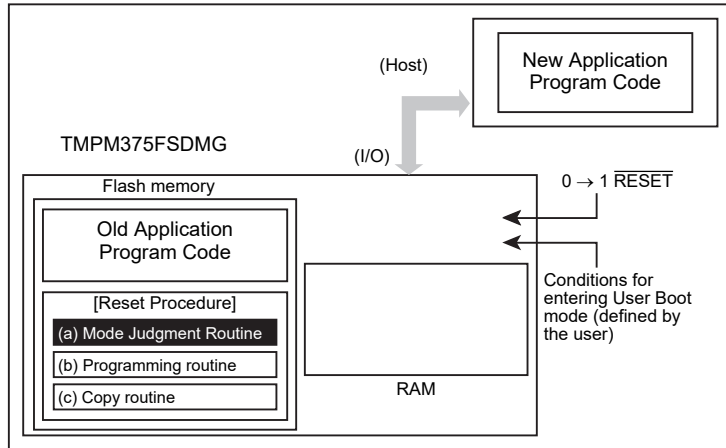 (Host)
New Application
Program Code
TMPM375FSDMG
(I/O)
0 → 1 RESET
Flash memory
Old Application
Program Code
[Reset Procedure]
(a) Mode Judgment Routine
(b) Programming routine
(c) Copy routine
RAM
Conditions for
entering User Boot
mode (defined by
the user)